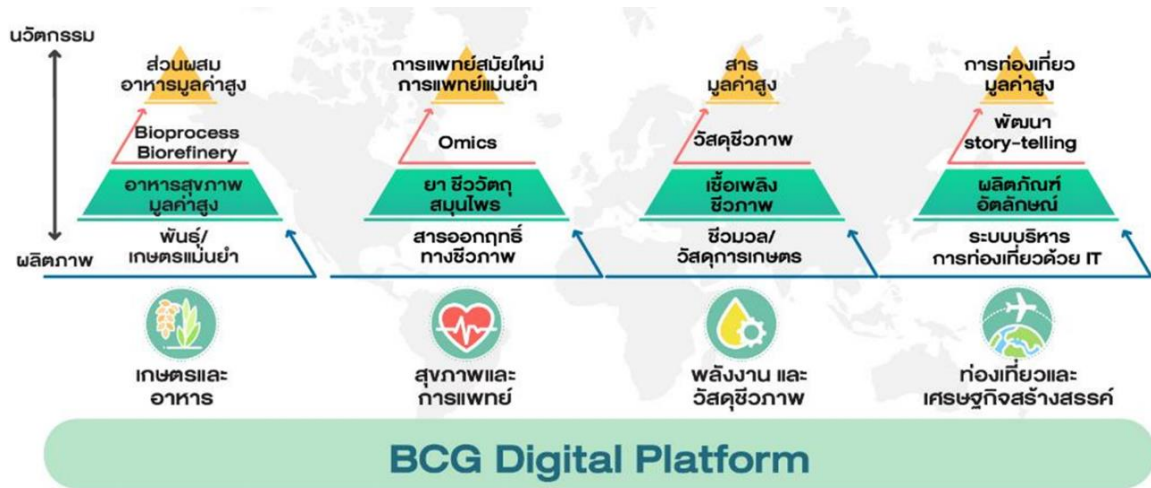 นวัตกรรม
ผลิตภาพ
ส่วนผสม
อาหารมูลค่าสูง
Bioprocess
Biorefinery
อาหารสุขภาพ
มูลค่าสูง
พันธุ์/
เกษตรแม่นยำ
เกษตรและ
อาหาร
การแพทย์สมัยใหม่
การแพทย์แม่นยำ
Omics
ยา ชีววัตถุ
สมุนไพร
สารออกฤทธิ์
ทางชีวภาพ
สุขภาพและ
การแพทย์
สาร
มูลค่าสูง
วัสดุชีวภาพ
เชื้อเพลิง
ชีวภาพ
ชีวมวล/
วัสดุการเกษตร
พลังงาน และ
วัสดุชีวภาพ
การท่องเที่ยว
มูลค่าสูง
พัฒนา
story-telling
ผลิตภัณฑ์
อัตลักษณ์
ระบบบริหาร
การท่องเที่ยวด้วย IT
ท่องเที่ยวและ
เศรษฐกิจสร้างสรรค์
BCG Digital Platform